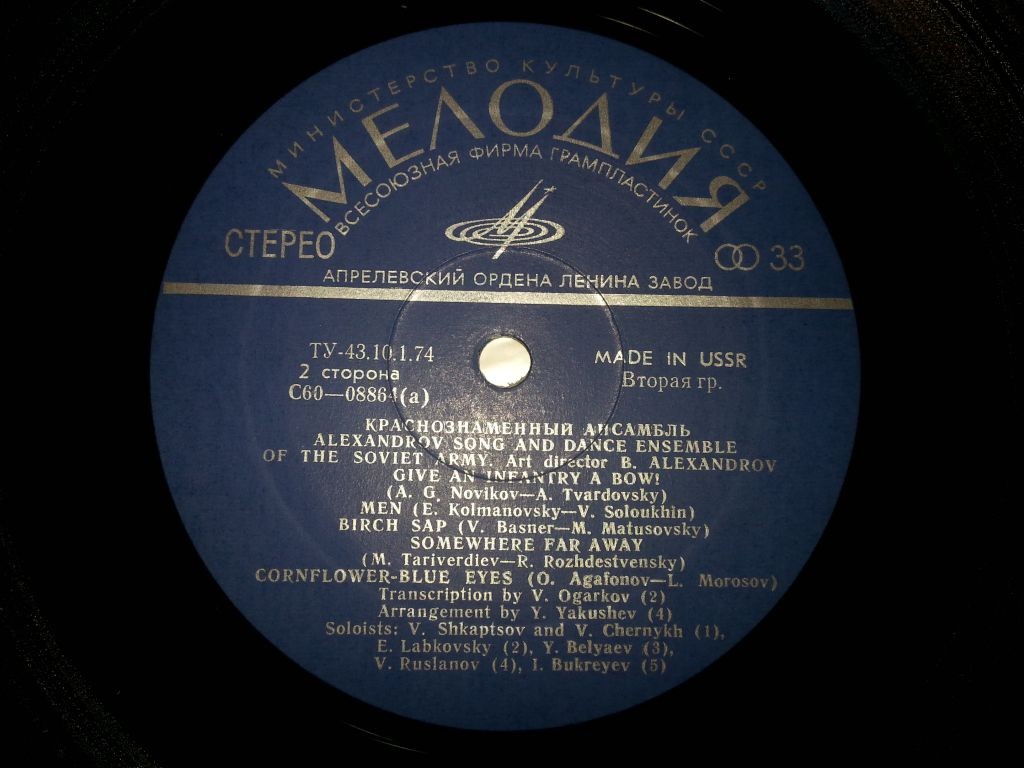 МИНИСТЕРСТВО КУЛЬТУРЫ СССР
МЕЛОДИЯ
ВСЕСОЮЗНАЯ ФИРМА ГРАМПЛАСТИНОК
СТЕРЕО
33
АПРЕЛЕВСКИЙ ОРДЕНА ЛЕНИНА ЗАВОД
ТУ-43.10.1.74
2 сторона
С60—08864(а)
MADE IN USSR
Вторая гр.
КРАСНОЗНАМЕННЫЙ АНСАМБЛЬ
ALEXANDROV SONG AND DANCE ENSEMBLE
OF THE SOVIET ARMY. Art director B. ALEXANDROV
GIVE AN INFANTRY A BOW!
(A. G. Novikov—A. Tvardovsky)
MEN (E. Kolmanovsky—V. Soloukhin)
BIRCH SAP (V. Basner—M. Matusovsky)
SOMEWHERE FAR AWAY
(M. Tariverdiev—R. Rozhdestvensky)
CORNFLOWER-BLUE EYES (O. Agafonov—L. Morosov)
Transcription by V. Ogarkov (2)
Arrangement by Y. Yakushev (4)
Soloists: V. Shkaptsov and V. Chernykh (1),
E. Labkovsky (2), Y. Belyaev (3),
V. Ruslanov (4), I. Bukreyev (5)